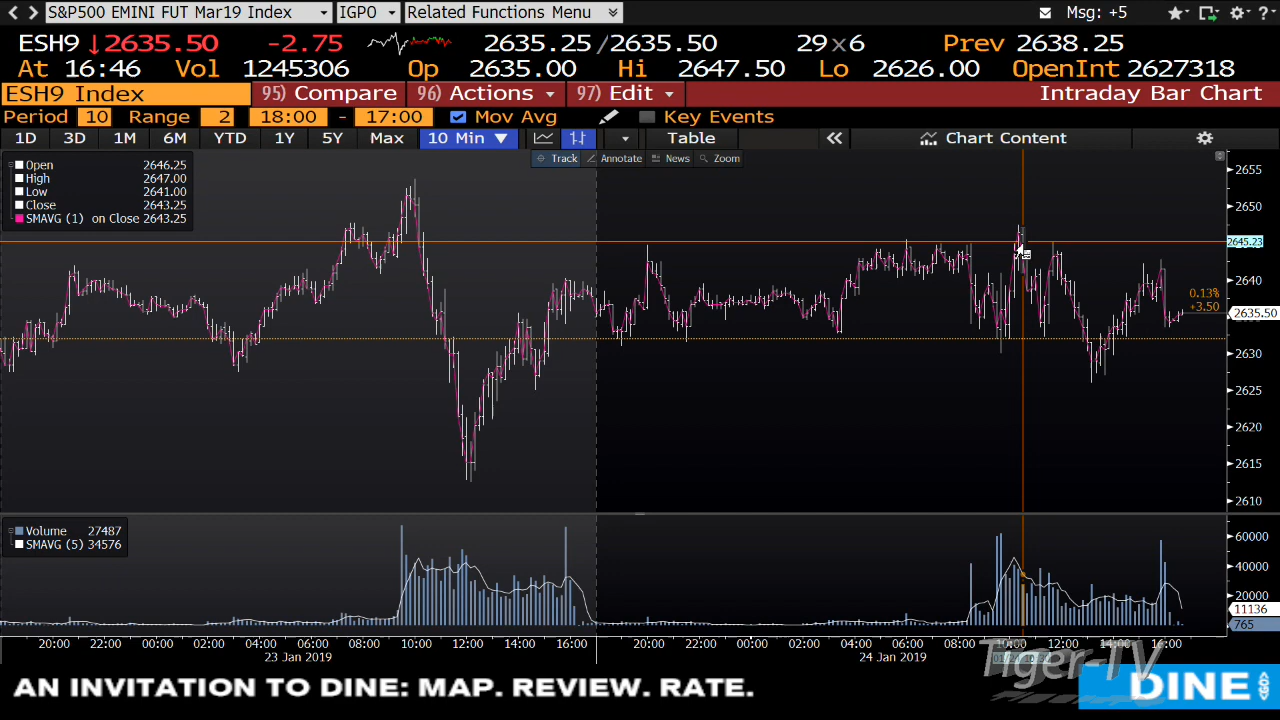 S&P500 EMINI FUT Mar19 Index IGPO Related Functions Menu Msg: +5
ESH9 ↓2635.50 -2.75 2635.25/2635.50 29×6 Prev 2638.25
At 16:46 Vol 1245306 Op 2635.00 Hi 2647.50 Lo 2626.00 OpenInt 2627318
ESH9 Index 95) Compare 96) Actions 97) Edit Intraday Bar Chart
Period 10 Range 2 18:00 - 17:00 Mov Avg Key Events
1D 3D 1M 6M YTD 1Y 5Y Max 10 Min ▼ Table « Chart Content
Track Annotate News Zoom
Open 2646.25
High 2647.00
Low 2641.00
Close 2643.25
SMAVG (1) on Close 2643.25
2655
2650
2645.23
2640
0.13%
+3.50
2635.50
2630
2625
2620
2615
2610
Volume 27487
SMAVG (5) 34576
60000
40000
20000
11136
765
20:00 22:00 00:00 02:00 04:00 06:00 08:00 10:00 12:00 14:00 16:00 20:00 22:00 00:00 02:00 04:00 06:00 08:00 10:00 12:00 14:00 16:00
23 Jan 2019 24 Jan 2019
Tiger-TV
AN INVITATION TO DINE: MAP. REVIEW. RATE.
DINE GO